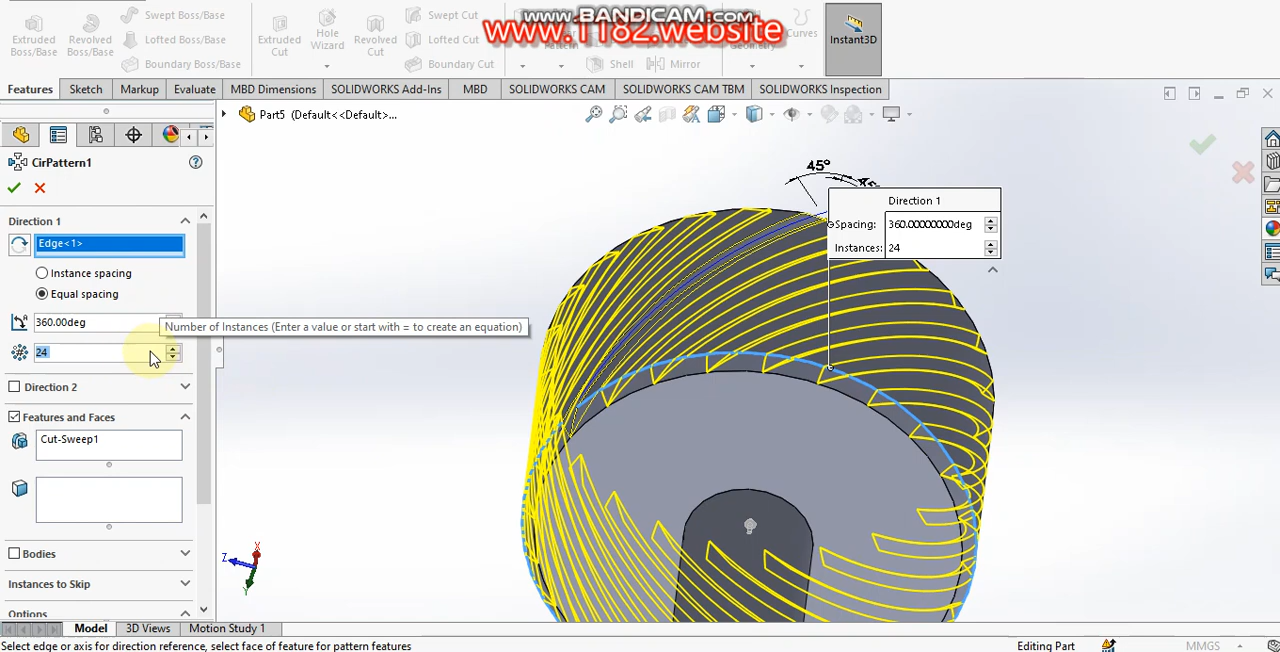 www.BANDICAM.com
www.1182.website
Extruded Boss/Base
Revolved Boss/Base
Swept Boss/Base
Lofted Boss/Base
Boundary Boss/Base
Extruded Cut
Hole Wizard
Revolved Cut
Swept Cut
Lofted Cut
Boundary Cut
Shell
Mirror
Curves
Instant3D
Features
Sketch
Markup
Evaluate
MBD Dimensions
SOLIDWORKS Add-Ins
MBD
SOLIDWORKS CAM
SOLIDWORKS CAM TBM
SOLIDWORKS Inspection
Part5 (Default<<Default>...
CirPattern1
Direction 1
Edge<1>
Instance spacing
Equal spacing
360.00deg
Number of Instances (Enter a value or start with = to create an equation)
24
Direction 2
Features and Faces
Cut-Sweep1
Bodies
Instances to Skip
Options
45°
Direction 1
Spacing: 360.00000000deg
Instances: 24
X
Z
Y
Model
3D Views
Motion Study 1
Select edge or axis for direction reference, select face of feature for pattern features
Editing Part
MMGS